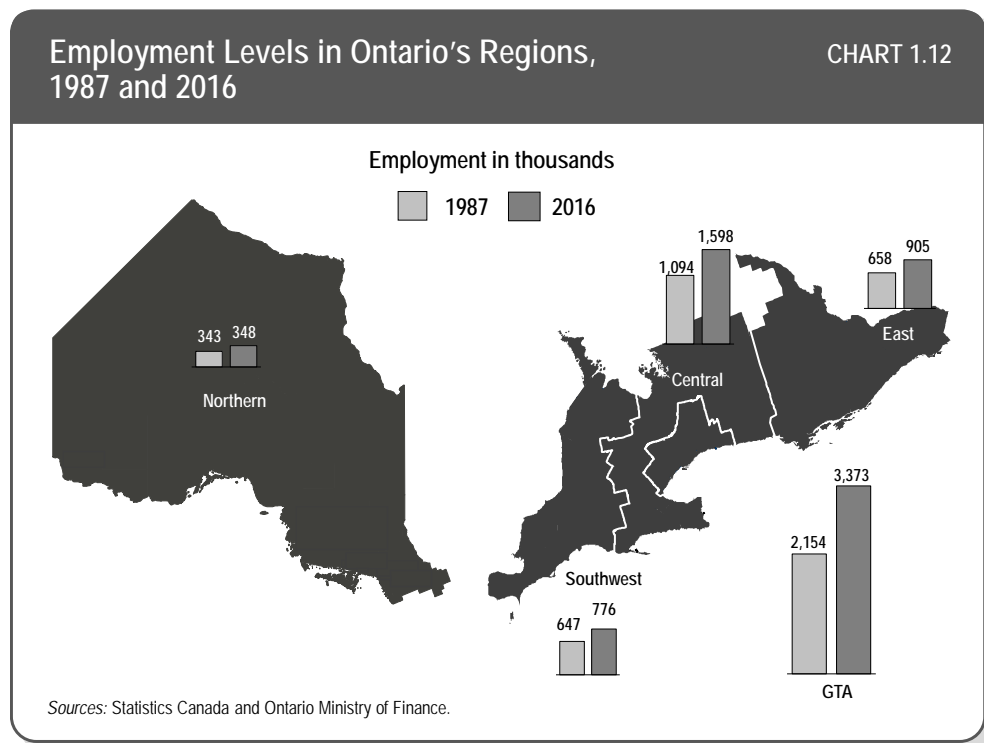 Employment Levels in Ontario's Regions,
1987 and 2016
CHART 1.12
Employment in thousands
1987
2016
343 348
Northern
1,094
1,598
Central
658
905
East
Southwest
647
776
2,154
3,373
GTA
Sources: Statistics Canada and Ontario Ministry of Finance.